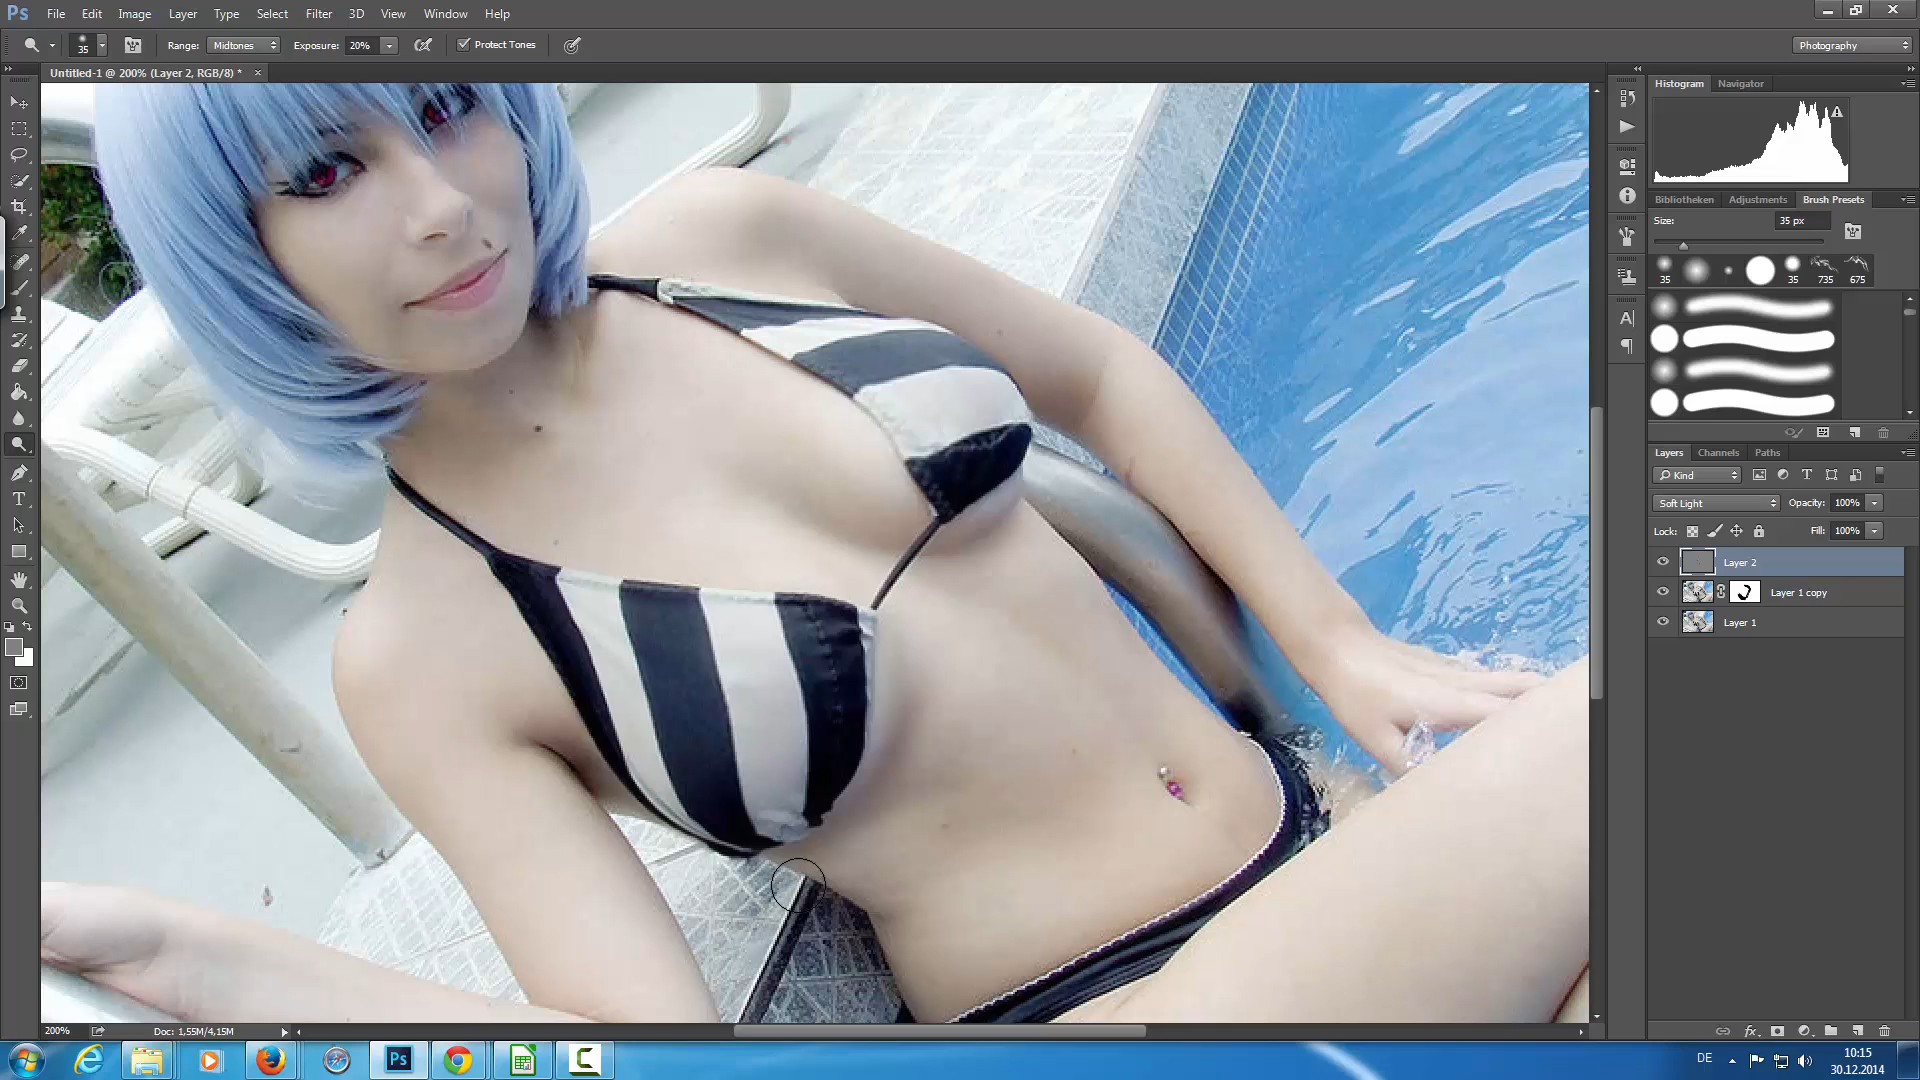 Ps File Edit Image Layer Type Select Filter 3D View Window Help
35 Range: Midtones Exposure: 20% Protect Tones Photography
Untitled-1 @ 200% (Layer 2, RGB/8) * ×
Histogram Navigator
Bibliotheken Adjustments Brush Presets
Size: 35 px
35 35 735 675
Layers Channels Paths
Kind
Soft Light Opacity: 100%
Lock: Fill: 100%
Layer 2
Layer 1 copy
Layer 1
200% Doc: 1,55M/4,15M
Ps DE 10:15
30.12.2014